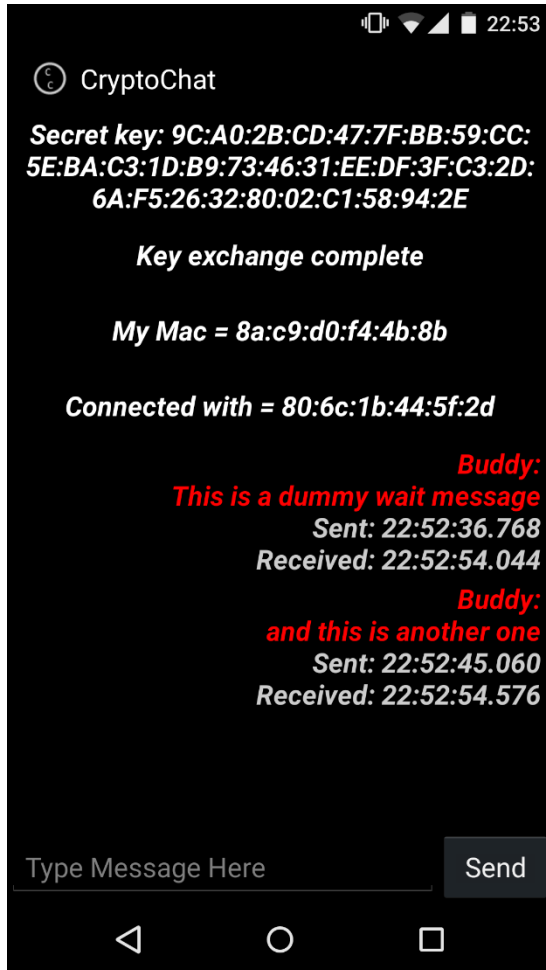 22:53
CryptoChat
Secret key: 9C:A0:2B:CD:47:7F:BB:59:CC:
5E:BA:C3:1D:B9:73:46:31:EE:DF:3F:C3:2D:
6A:F5:26:32:80:02:C1:58:94:2E
Key exchange complete
My Mac = 8a:c9:d0:f4:4b:8b
Connected with = 80:6c:1b:44:5f:2d
Buddy:
This is a dummy wait message
Sent: 22:52:36.768
Received: 22:52:54.044
Buddy:
and this is another one
Sent: 22:52:45.060
Received: 22:52:54.576
Type Message Here
Send